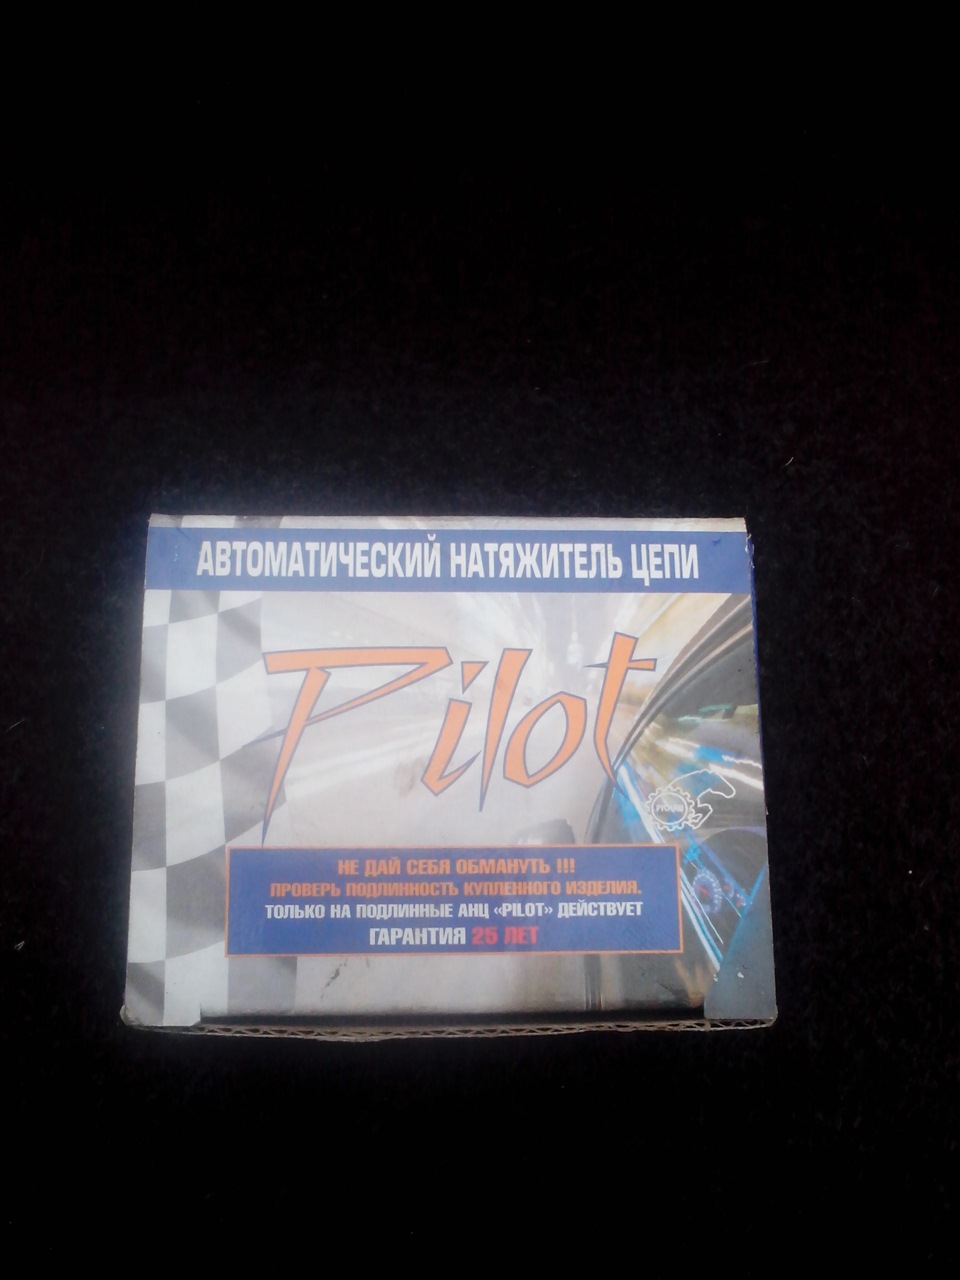 АВТОМАТИЧЕСКИЙ НАТЯЖИТЕЛЬ ЦЕПИ
Pilot
НЕ ДАЙ СЕБЯ ОБМАНУТЬ !!!
ПРОВЕРЬ ПОДЛИННОСТЬ КУПЛЕННОГО ИЗДЕЛИЯ.
ТОЛЬКО НА ПОДЛИННЫЕ АНЦ «PILOT» ДЕЙСТВУЕТ
ГАРАНТИЯ 25 ЛЕТ